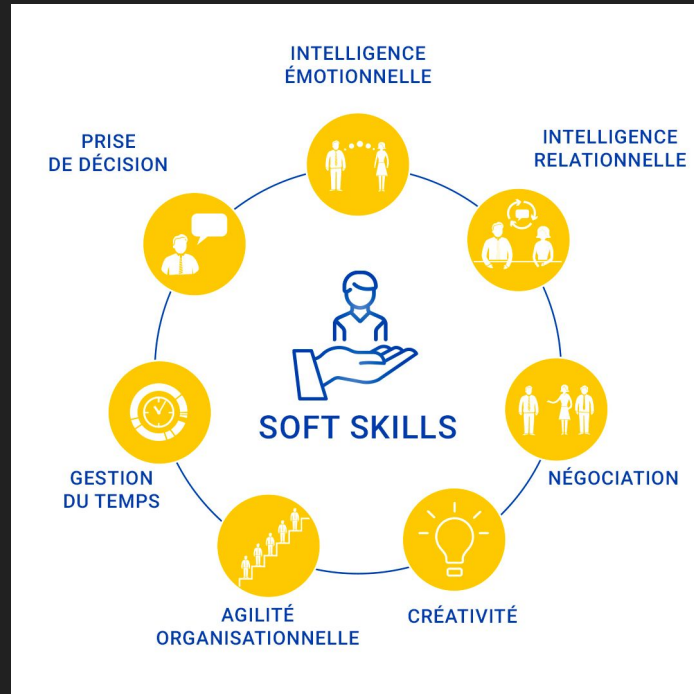 INTELLIGENCE
ÉMOTIONNELLE
PRISE
DE DÉCISION
INTELLIGENCE
RELATIONNELLE
SOFT SKILLS
GESTION
DU TEMPS
NÉGOCIATION
AGILITÉ
ORGANISATIONNELLE
CRÉATIVITÉ